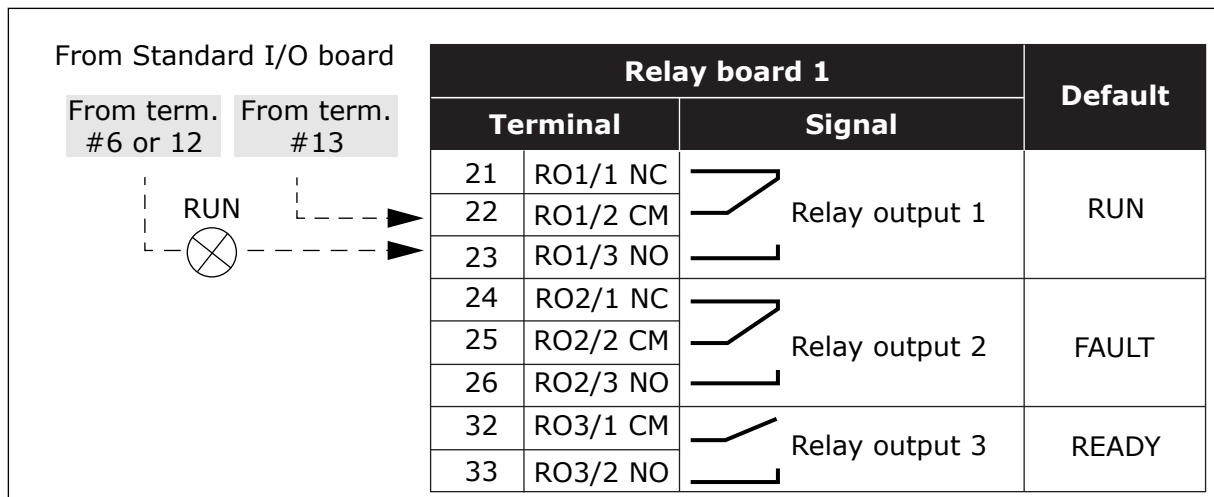 From Standard I/O board
From term.
#6 or 12
From term.
#13
RUN
Relay board 1
Default
Terminal
Signal
21 RO1/1 NC
22 RO1/2 CM
23 RO1/3 NO
Relay output 1
RUN
24 RO2/1 NC
25 RO2/2 CM
26 RO2/3 NO
Relay output 2
FAULT
32 RO3/1 CM
33 RO3/2 NO
Relay output 3
READY